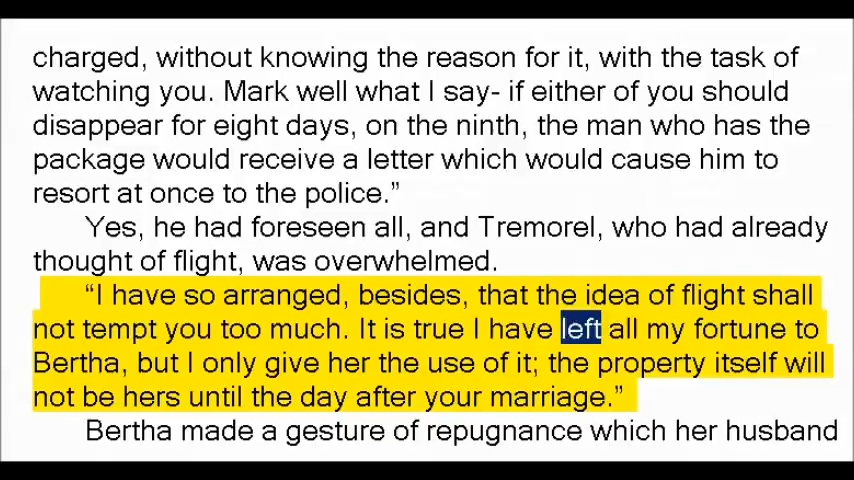 charged, without knowing the reason for it, with the task of
watching you. Mark well what I say- if either of you should
disappear for eight days, on the ninth, the man who has the
package would receive a letter which would cause him to
resort at once to the police.”
Yes, he had foreseen all, and Tremorel, who had already
thought of flight, was overwhelmed.
“I have so arranged, besides, that the idea of flight shall
not tempt you too much. It is true I have left all my fortune to
Bertha, but I only give her the use of it; the property itself will
not be hers until the day after your marriage.”
Bertha made a gesture of repugnance which her husband